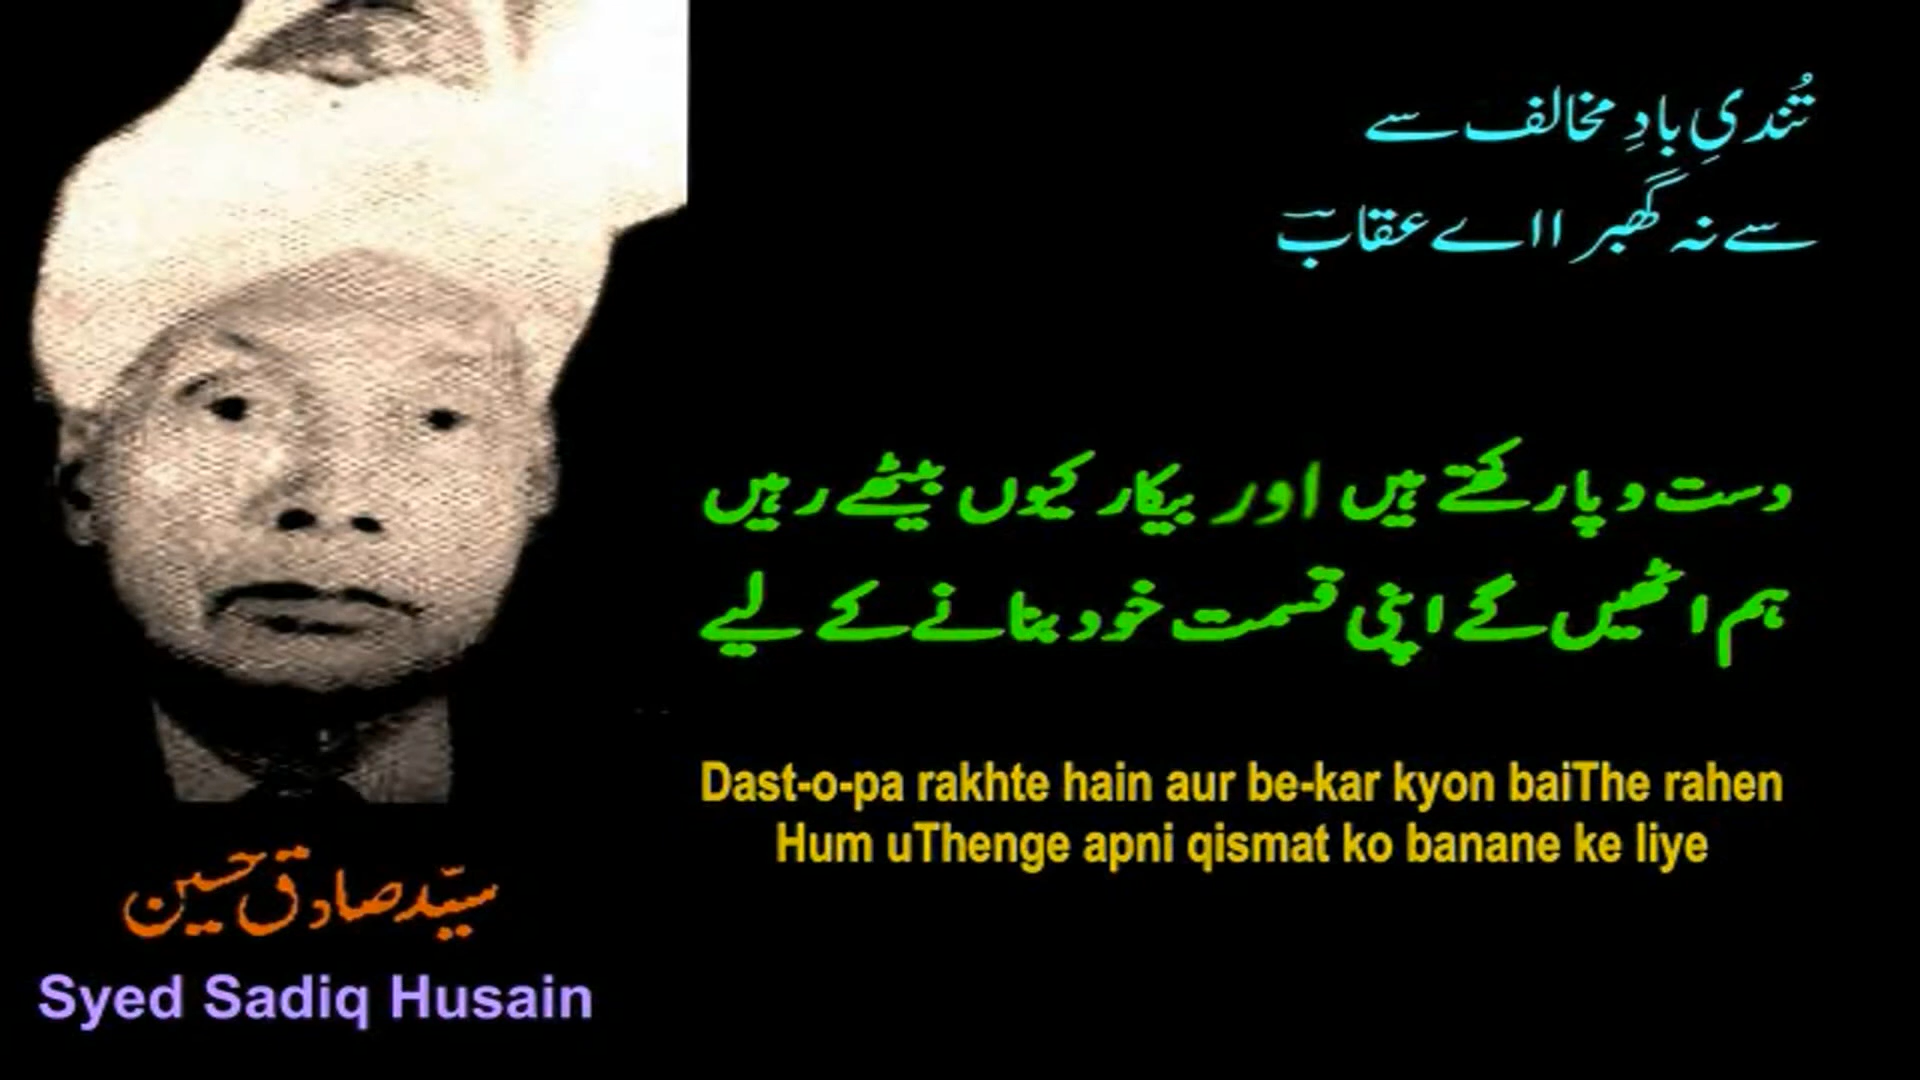 تُندیِ بادِ مخالف سے
سے نہ گھبرا اے عقابؔ
دست و پا رکھتے ہیں اور بیکار کیوں بیٹھے رہیں
ہم اٹھیں گے اپنی قسمت خود بنانے کے لیے
Dast-o-pa rakhte hain aur be-kar kyon baiThe rahen
Hum uThenge apni qismat ko banane ke liye
سیّد صادق حسین
Syed Sadiq Husain